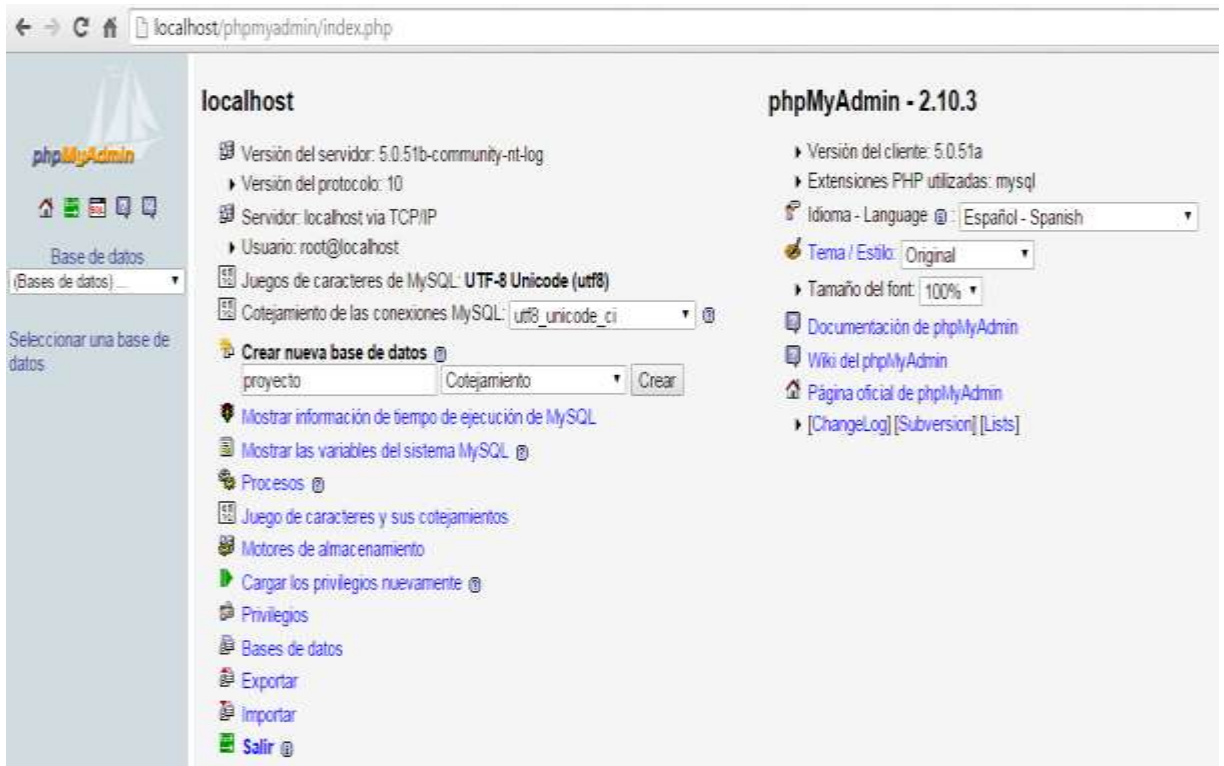 localhost/phpmyadmin/index.php
phpMyAdmin
Base de datos
(Bases de datos) ...
Seleccionar una base de
datos
localhost
Versión del servidor: 5.0.51b-community-nt-log
Versión del protocolo: 10
Servidor: localhost via TCP/IP
Usuario: root@localhost
Juegos de caracteres de MySQL: UTF-8 Unicode (utf8)
Cotejamiento de las conexiones MySQL: utf8_unicode_ci
Crear nueva base de datos
proyecto Cotejamiento Crear
Mostrar información de tiempo de ejecución de MySQL
Mostrar las variables del sistema MySQL
Procesos
Juego de caracteres y sus cotejamientos
Motores de almacenamiento
Cargar los privilegios nuevamente
Privilegios
Bases de datos
Exportar
Importar
Salir
phpMyAdmin - 2.10.3
Versión del cliente: 5.0.51a
Extensiones PHP utilizadas: mysql
Idioma - Language : Español - Spanish
Tema / Estilo: Original
Tamaño del font: 100%
Documentación de phpMyAdmin
Wiki del phpMyAdmin
Página oficial de phpMyAdmin
[ChangeLog] [Subversion] [Lists]